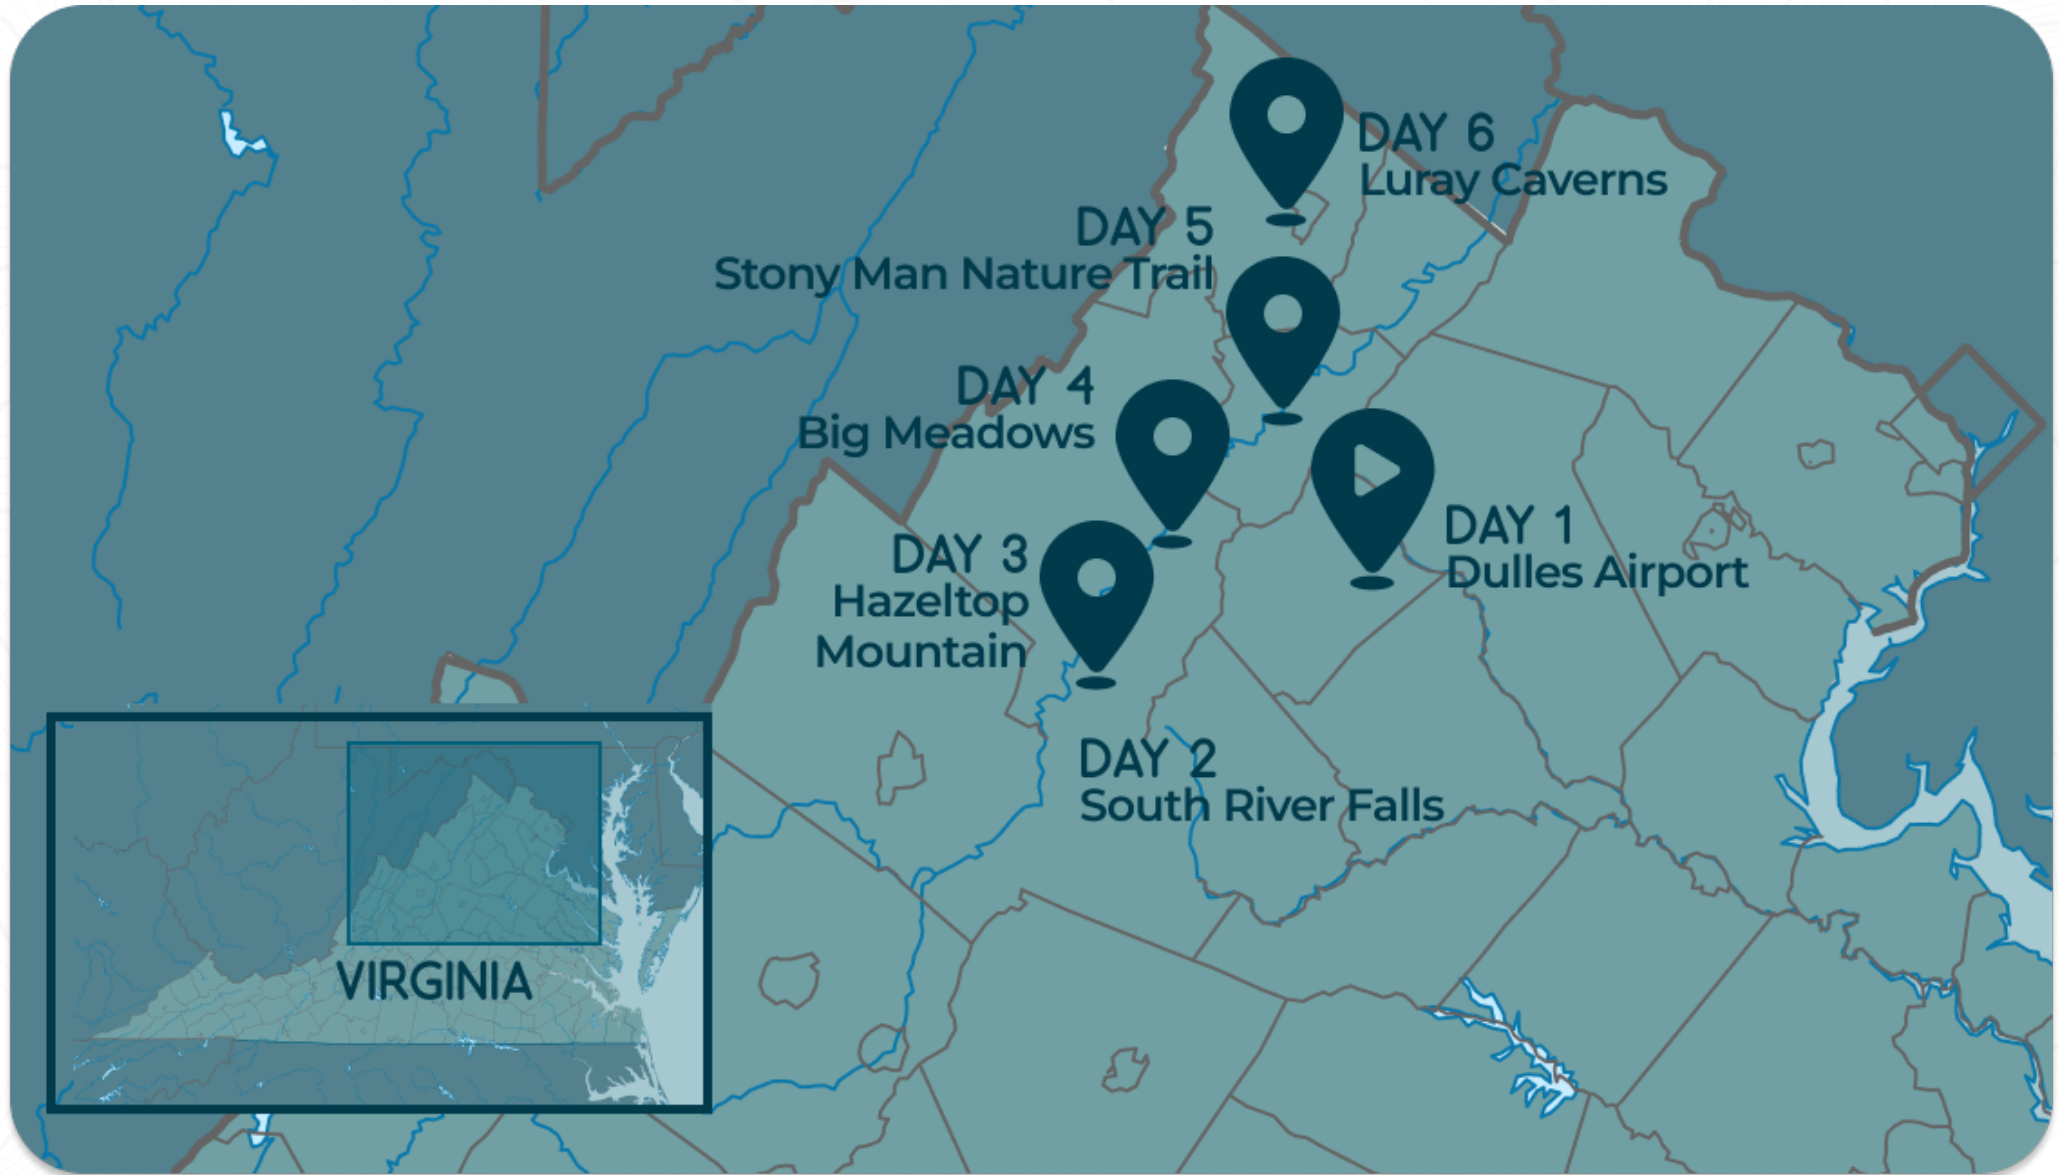 DAY 6
Luray Caverns
DAY 5
Stony Man Nature Trail
DAY 4
Big Meadows
DAY 1
Dulles Airport
DAY 3
Hazeltop
Mountain
DAY 2
South River Falls
VIRGINIA